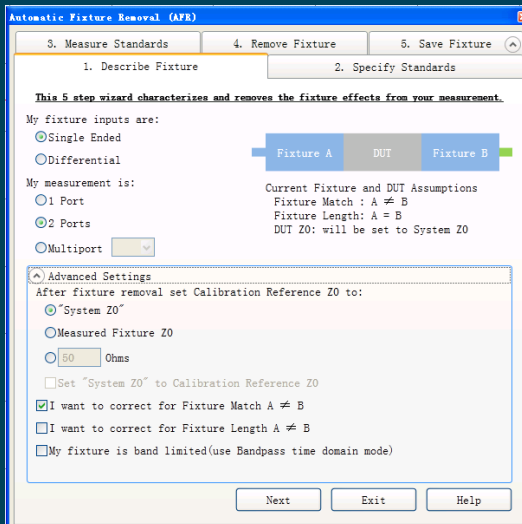 Automatic Fixture Removal (AFR)
3. Measure Standards
4. Remove Fixture
5. Save Fixture
1. Describe Fixture
2. Specify Standards
This 5 step wizard characterizes and removes the fixture effects from your measurement.
My fixture inputs are:
Single Ended
Differential
Fixture A
DUT
Fixture B
My measurement is:
1 Port
2 Ports
Multiport
Current Fixture and DUT Assumptions
Fixture Match : A ≠ B
Fixture Length: A = B
DUT Z0: will be set to System Z0
Advanced Settings
After fixture removal set Calibration Reference Z0 to:
"System Z0"
Measured Fixture Z0
50 Ohms
Set "System Z0" to Calibration Reference Z0
I want to correct for Fixture Match A ≠ B
I want to correct for Fixture Length A ≠ B
My fixture is band limited(use Bandpass time domain mode)
Next
Exit
Help